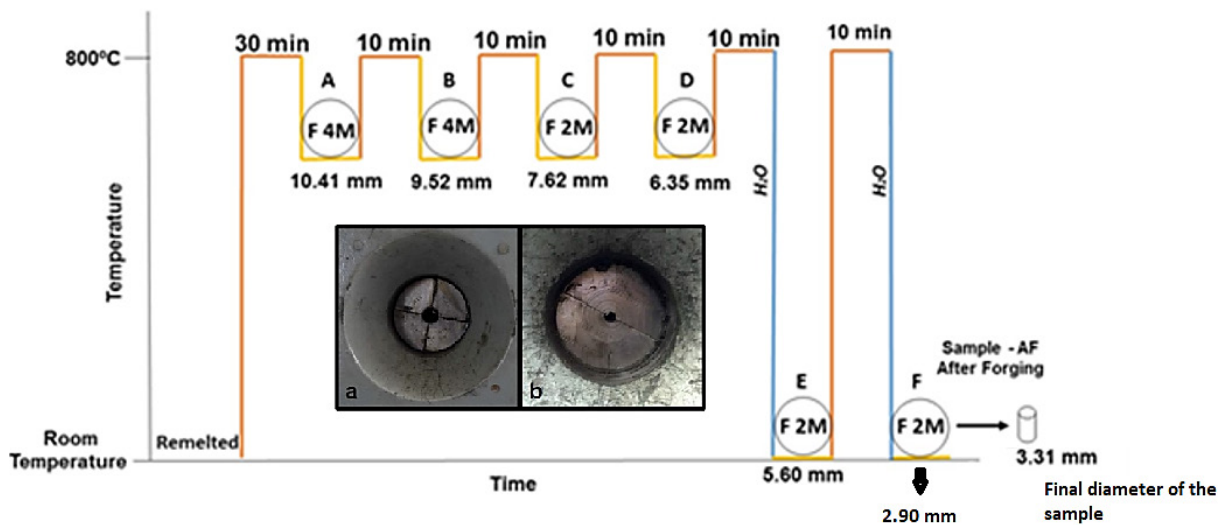 30 min
10 min
10 min
10 min
10 min
10 min
800ºC
A
B
C
D
F 4M
F 4M
F 2M
F 2M
10.41 mm
9.52 mm
7.62 mm
6.35 mm
H₂O
H₂O
Temperature
a
b
Sample - AF
After Forging
E
F
F 2M
F 2M
Room
Temperature
Remelted
3.31 mm
5.60 mm
Time
Final diameter of the
sample
2.90 mm